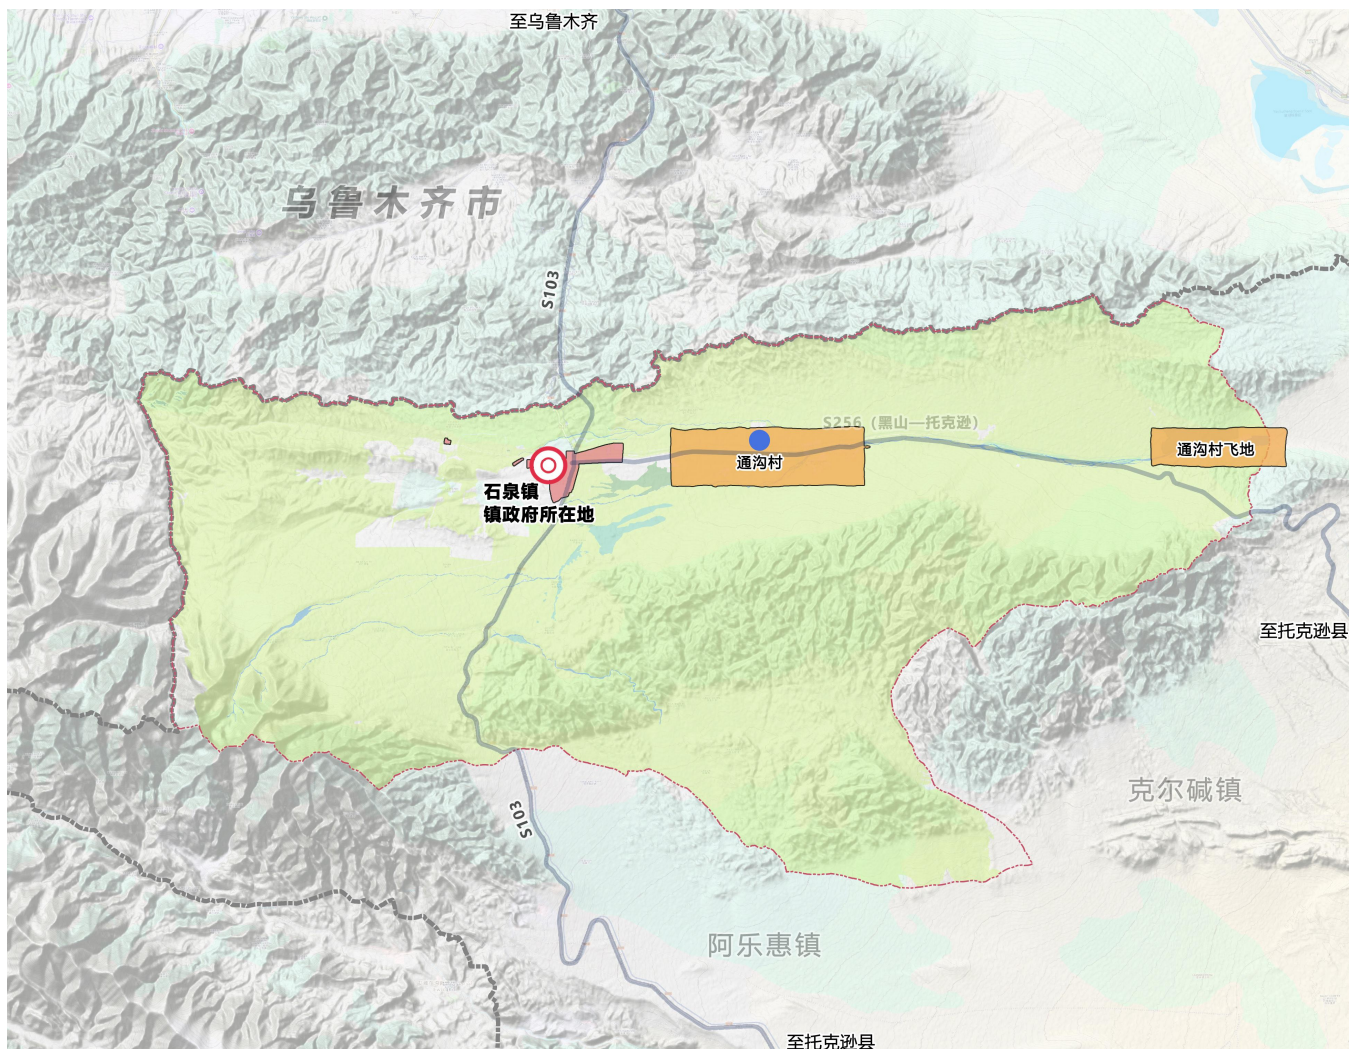 至乌鲁木齐
乌鲁木齐市
S103
S256（黑山—托克逊）
通沟村
通沟村飞地
石泉镇
镇政府所在地
至托克逊县
克尔碱镇
S103
阿乐惠镇
至托克逊县